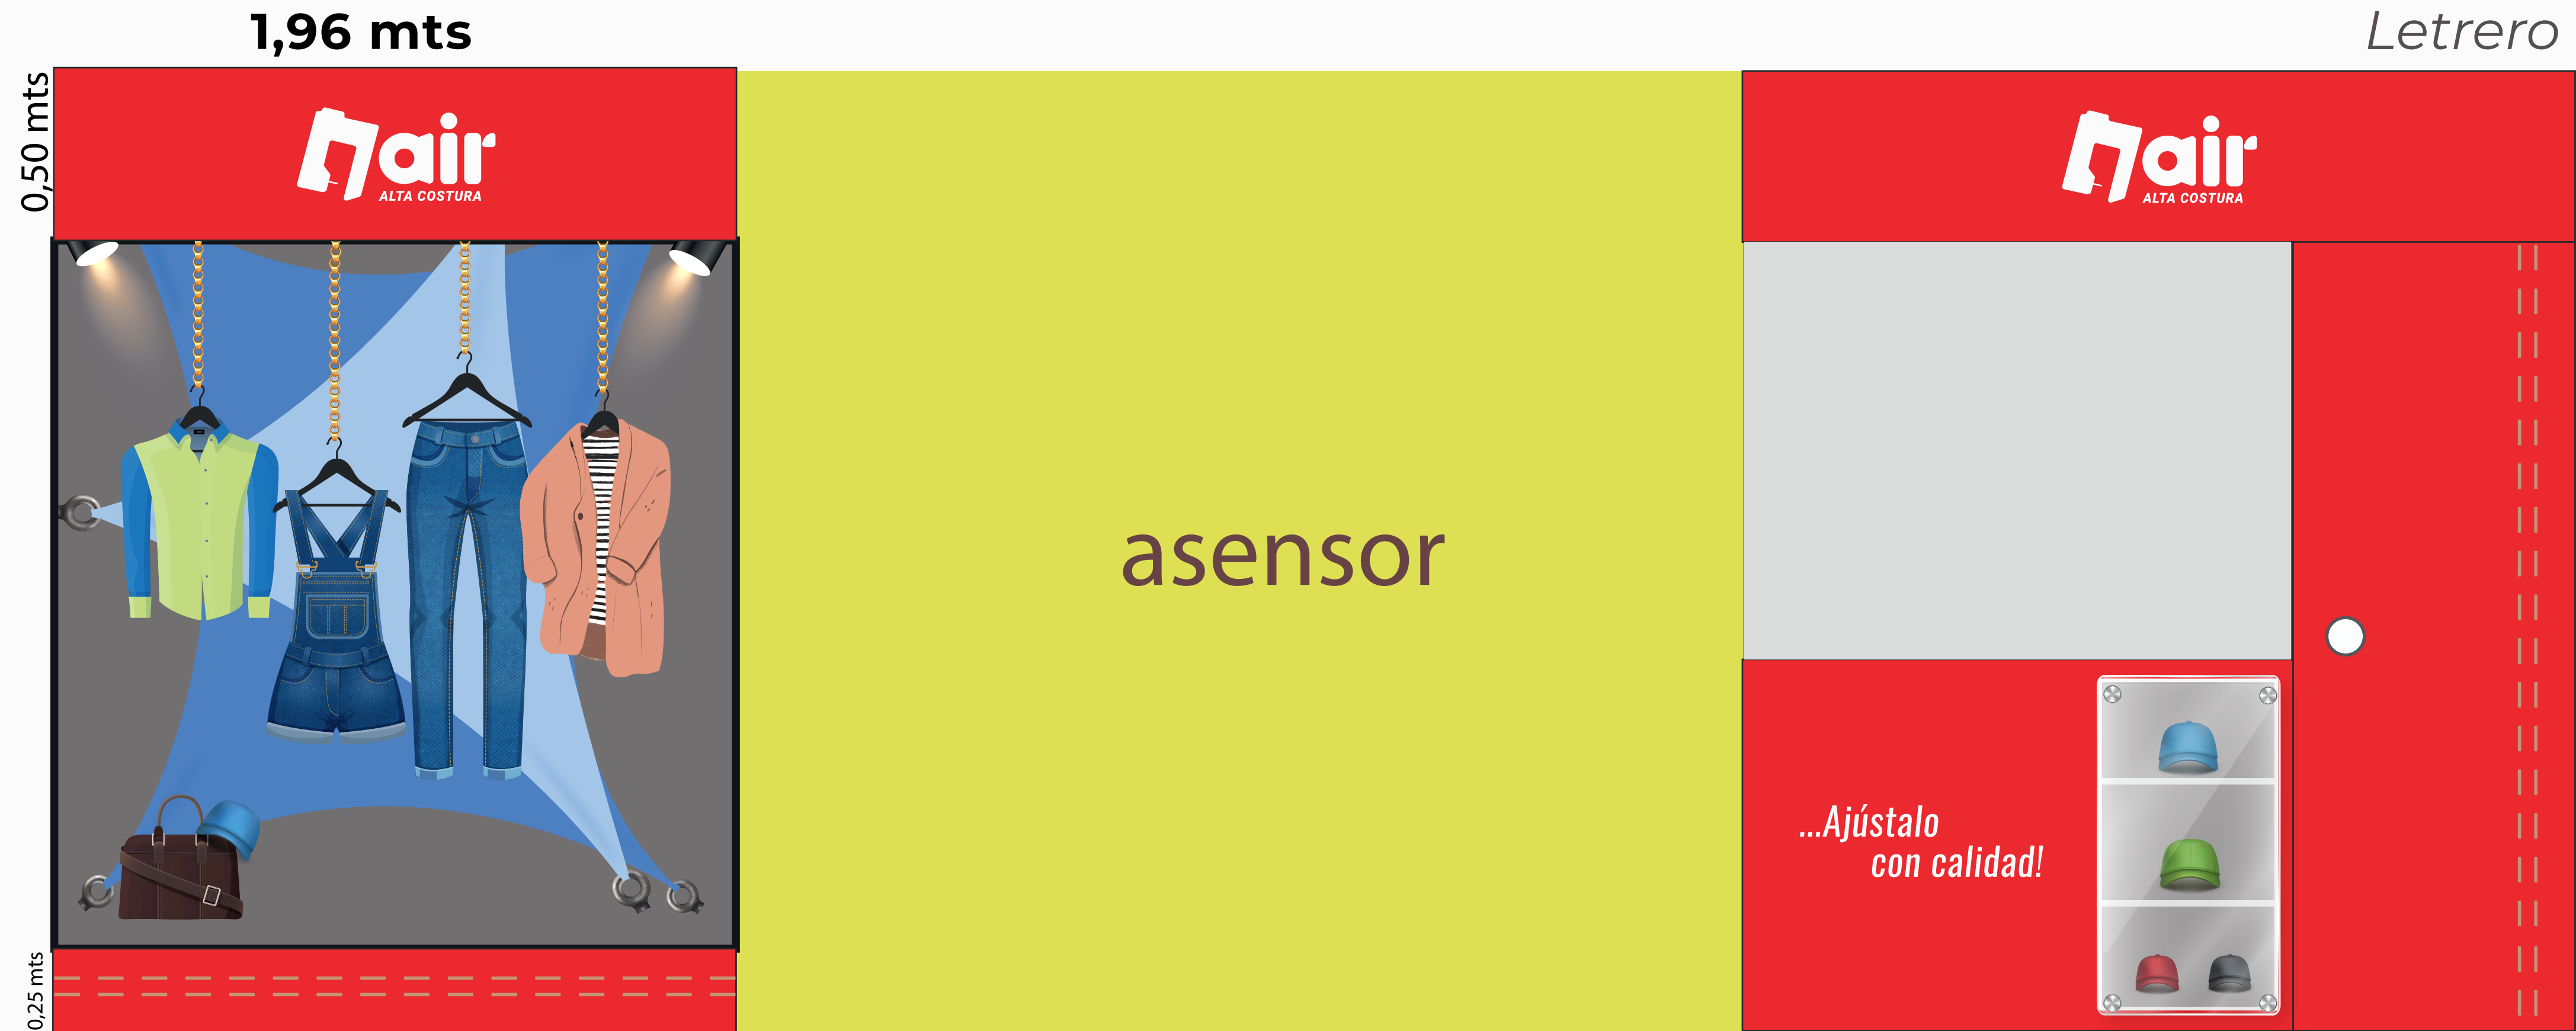 1,96 mts
Letrero
0,50 mts
air
ALTA COSTURA
air
ALTA COSTURA
asensor
...Ajústalo
con calidad!
0,25 mts